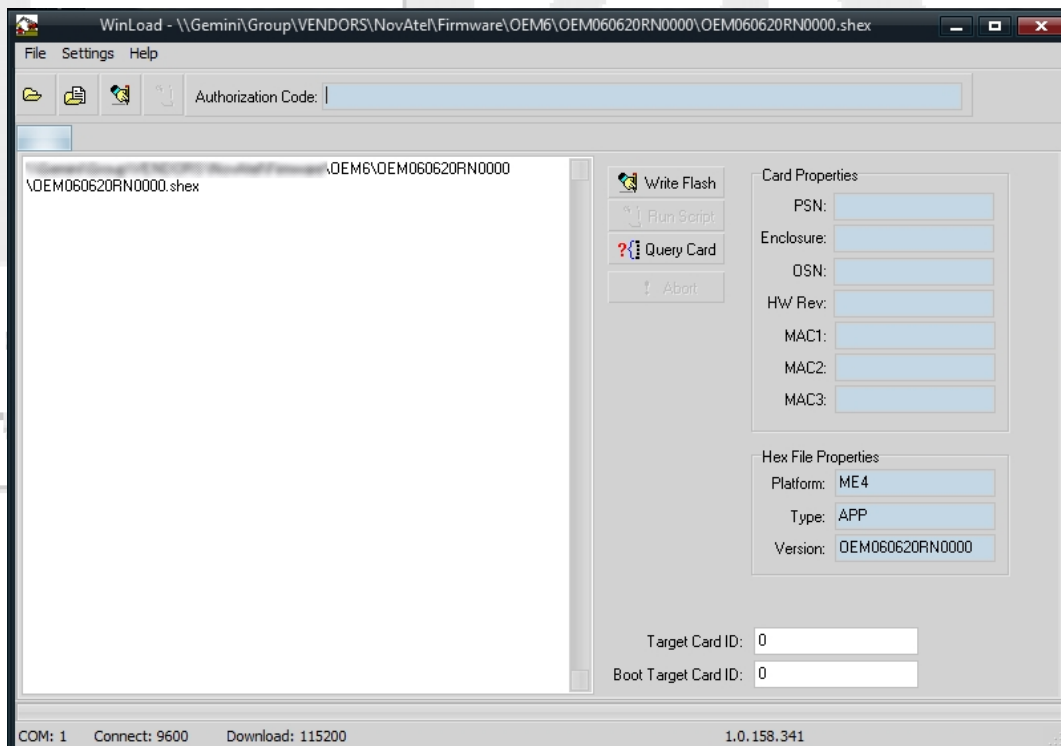 WinLoad - \\Gemini\Group\VENDORS\NovAtel\Firmware\OEM6\OEM060620RN0000\OEM060620RN0000.shex
File Settings Help
Authorization Code:
\OEM6\OEM060620RN0000
\OEM060620RN0000.shex
Write Flash
Run Script
?{ Query Card
! Abort
Card Properties
PSN:
Enclosure:
OSN:
HW Rev:
MAC1:
MAC2:
MAC3:
Hex File Properties
Platform: ME4
Type: APP
Version: OEM060620RN0000
Target Card ID: 0
Boot Target Card ID: 0
COM: 1 Connect: 9600 Download: 115200 1.0.158.341